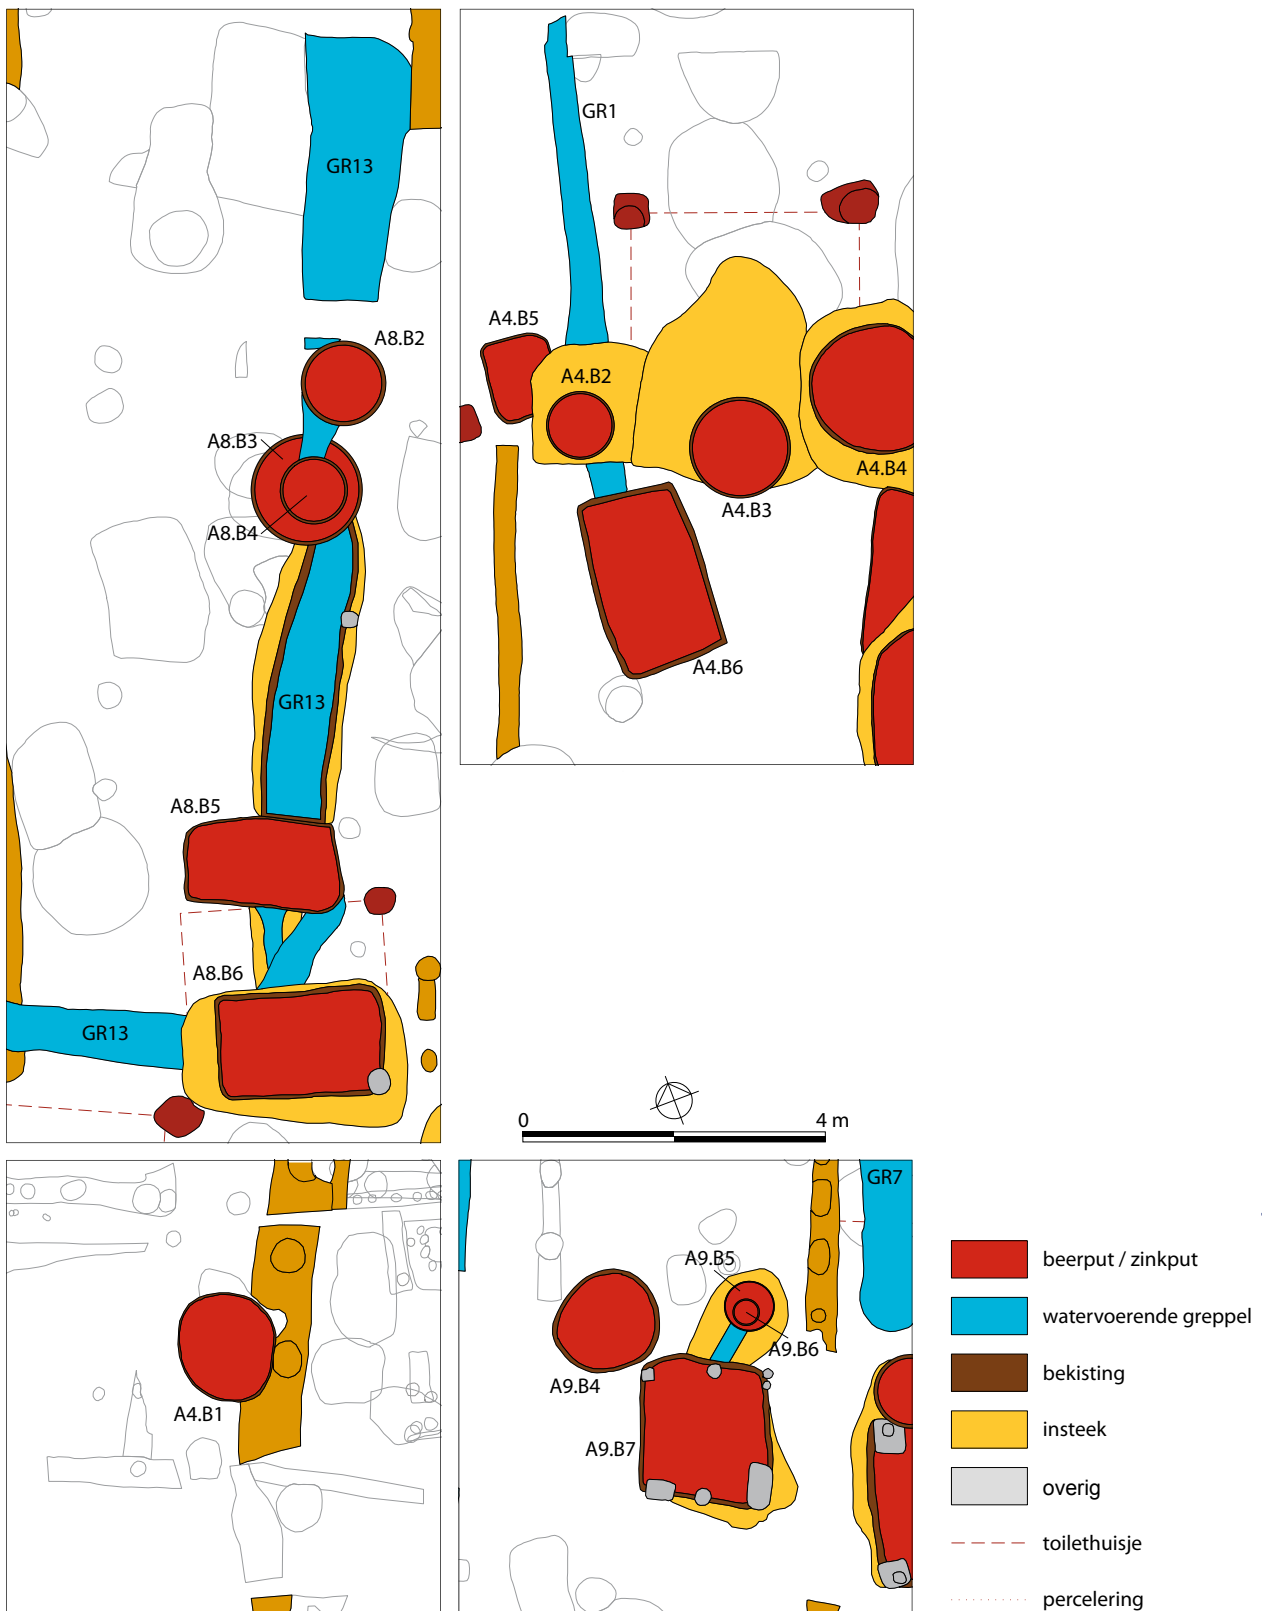 GR13
A8.B2
A8.B3
A8.B4
GR13
A8.B5
A8.B6
GR13
GR1
A4.B5
A4.B2
A4.B4
A4.B3
A4.B6
0 4 m
A4.B1
GR7
A9.B5
A9.B6
A9.B4
A9.B7
beerput / zinkput
watervoerende greppel
bekisting
insteek
overig
toilethuisje
percelering